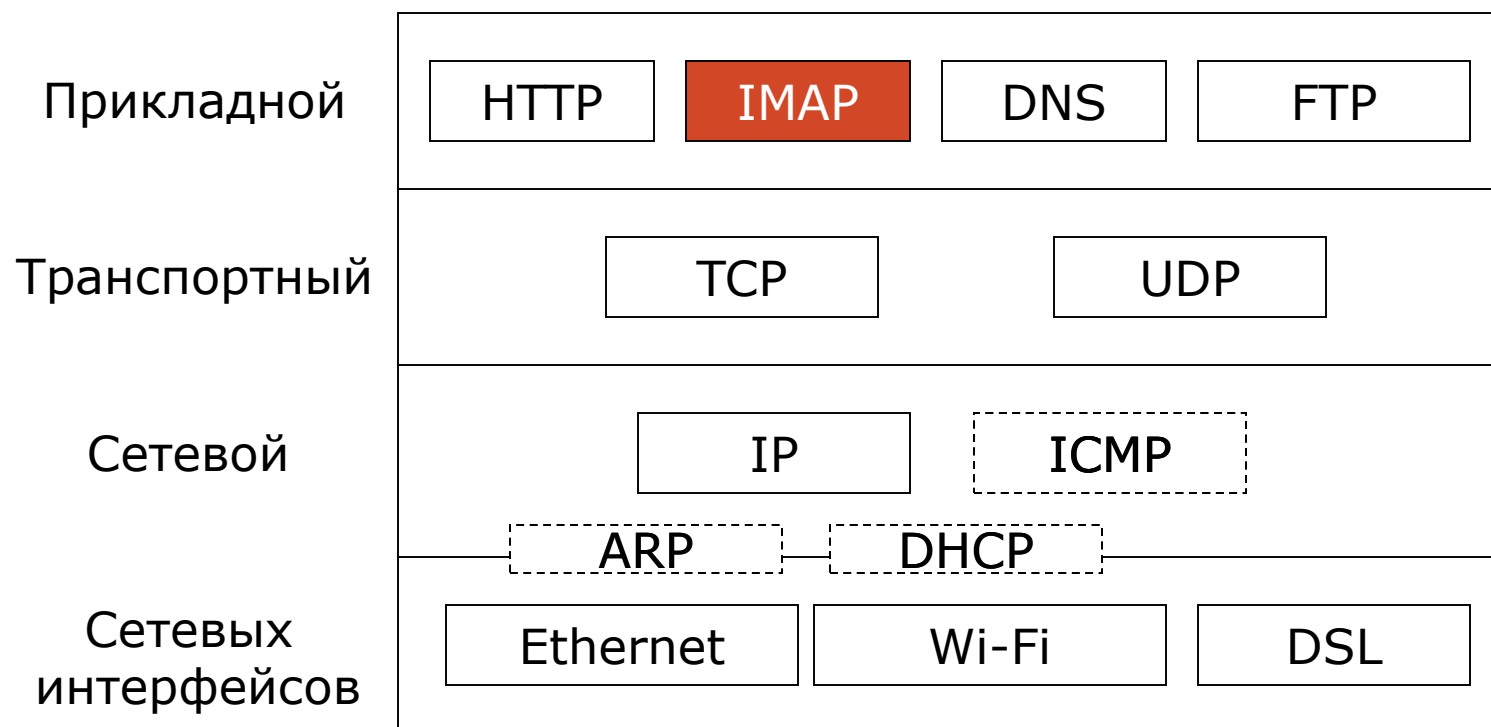 Прикладной
HTTP
IMAP
DNS
FTP
Транспортный
TCP
UDP
Сетевой
IP
ICMP
ARP
DHCP
Сетевых
интерфейсов
Ethernet
Wi-Fi
DSL